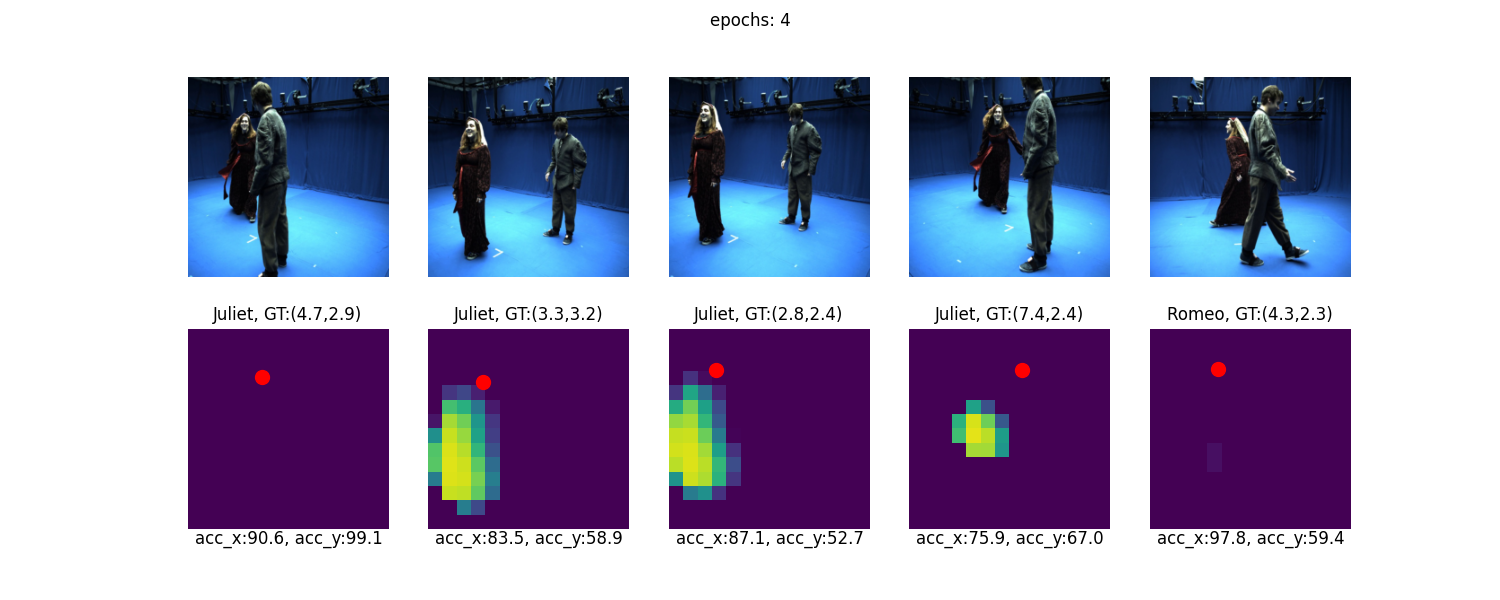 epochs: 4
Juliet, GT:(4.7,2.9)
Juliet, GT:(3.3,3.2)
Juliet, GT:(2.8,2.4)
Juliet, GT:(7.4,2.4)
Romeo, GT:(4.3,2.3)
acc_x:90.6, acc_y:99.1
acc_x:83.5, acc_y:58.9
acc_x:87.1, acc_y:52.7
acc_x:75.9, acc_y:67.0
acc_x:97.8, acc_y:59.4